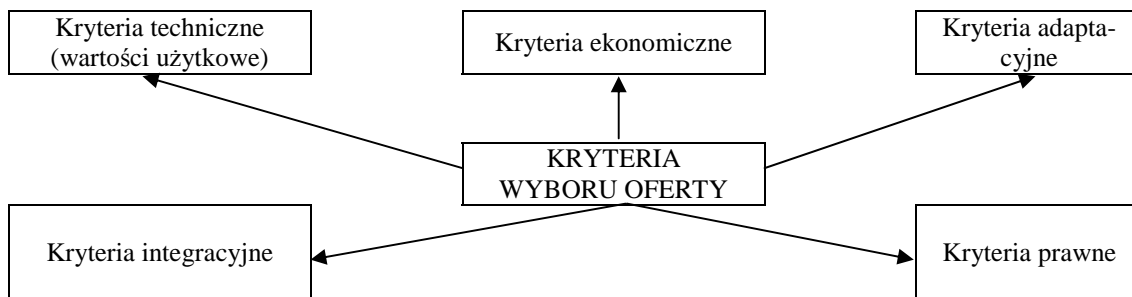 Kryteria techniczne
(wartości użytkowe)
Kryteria ekonomiczne
Kryteria adapta-
cyjne
KRYTERIA
WYBORU OFERTY
Kryteria integracyjne
Kryteria prawne